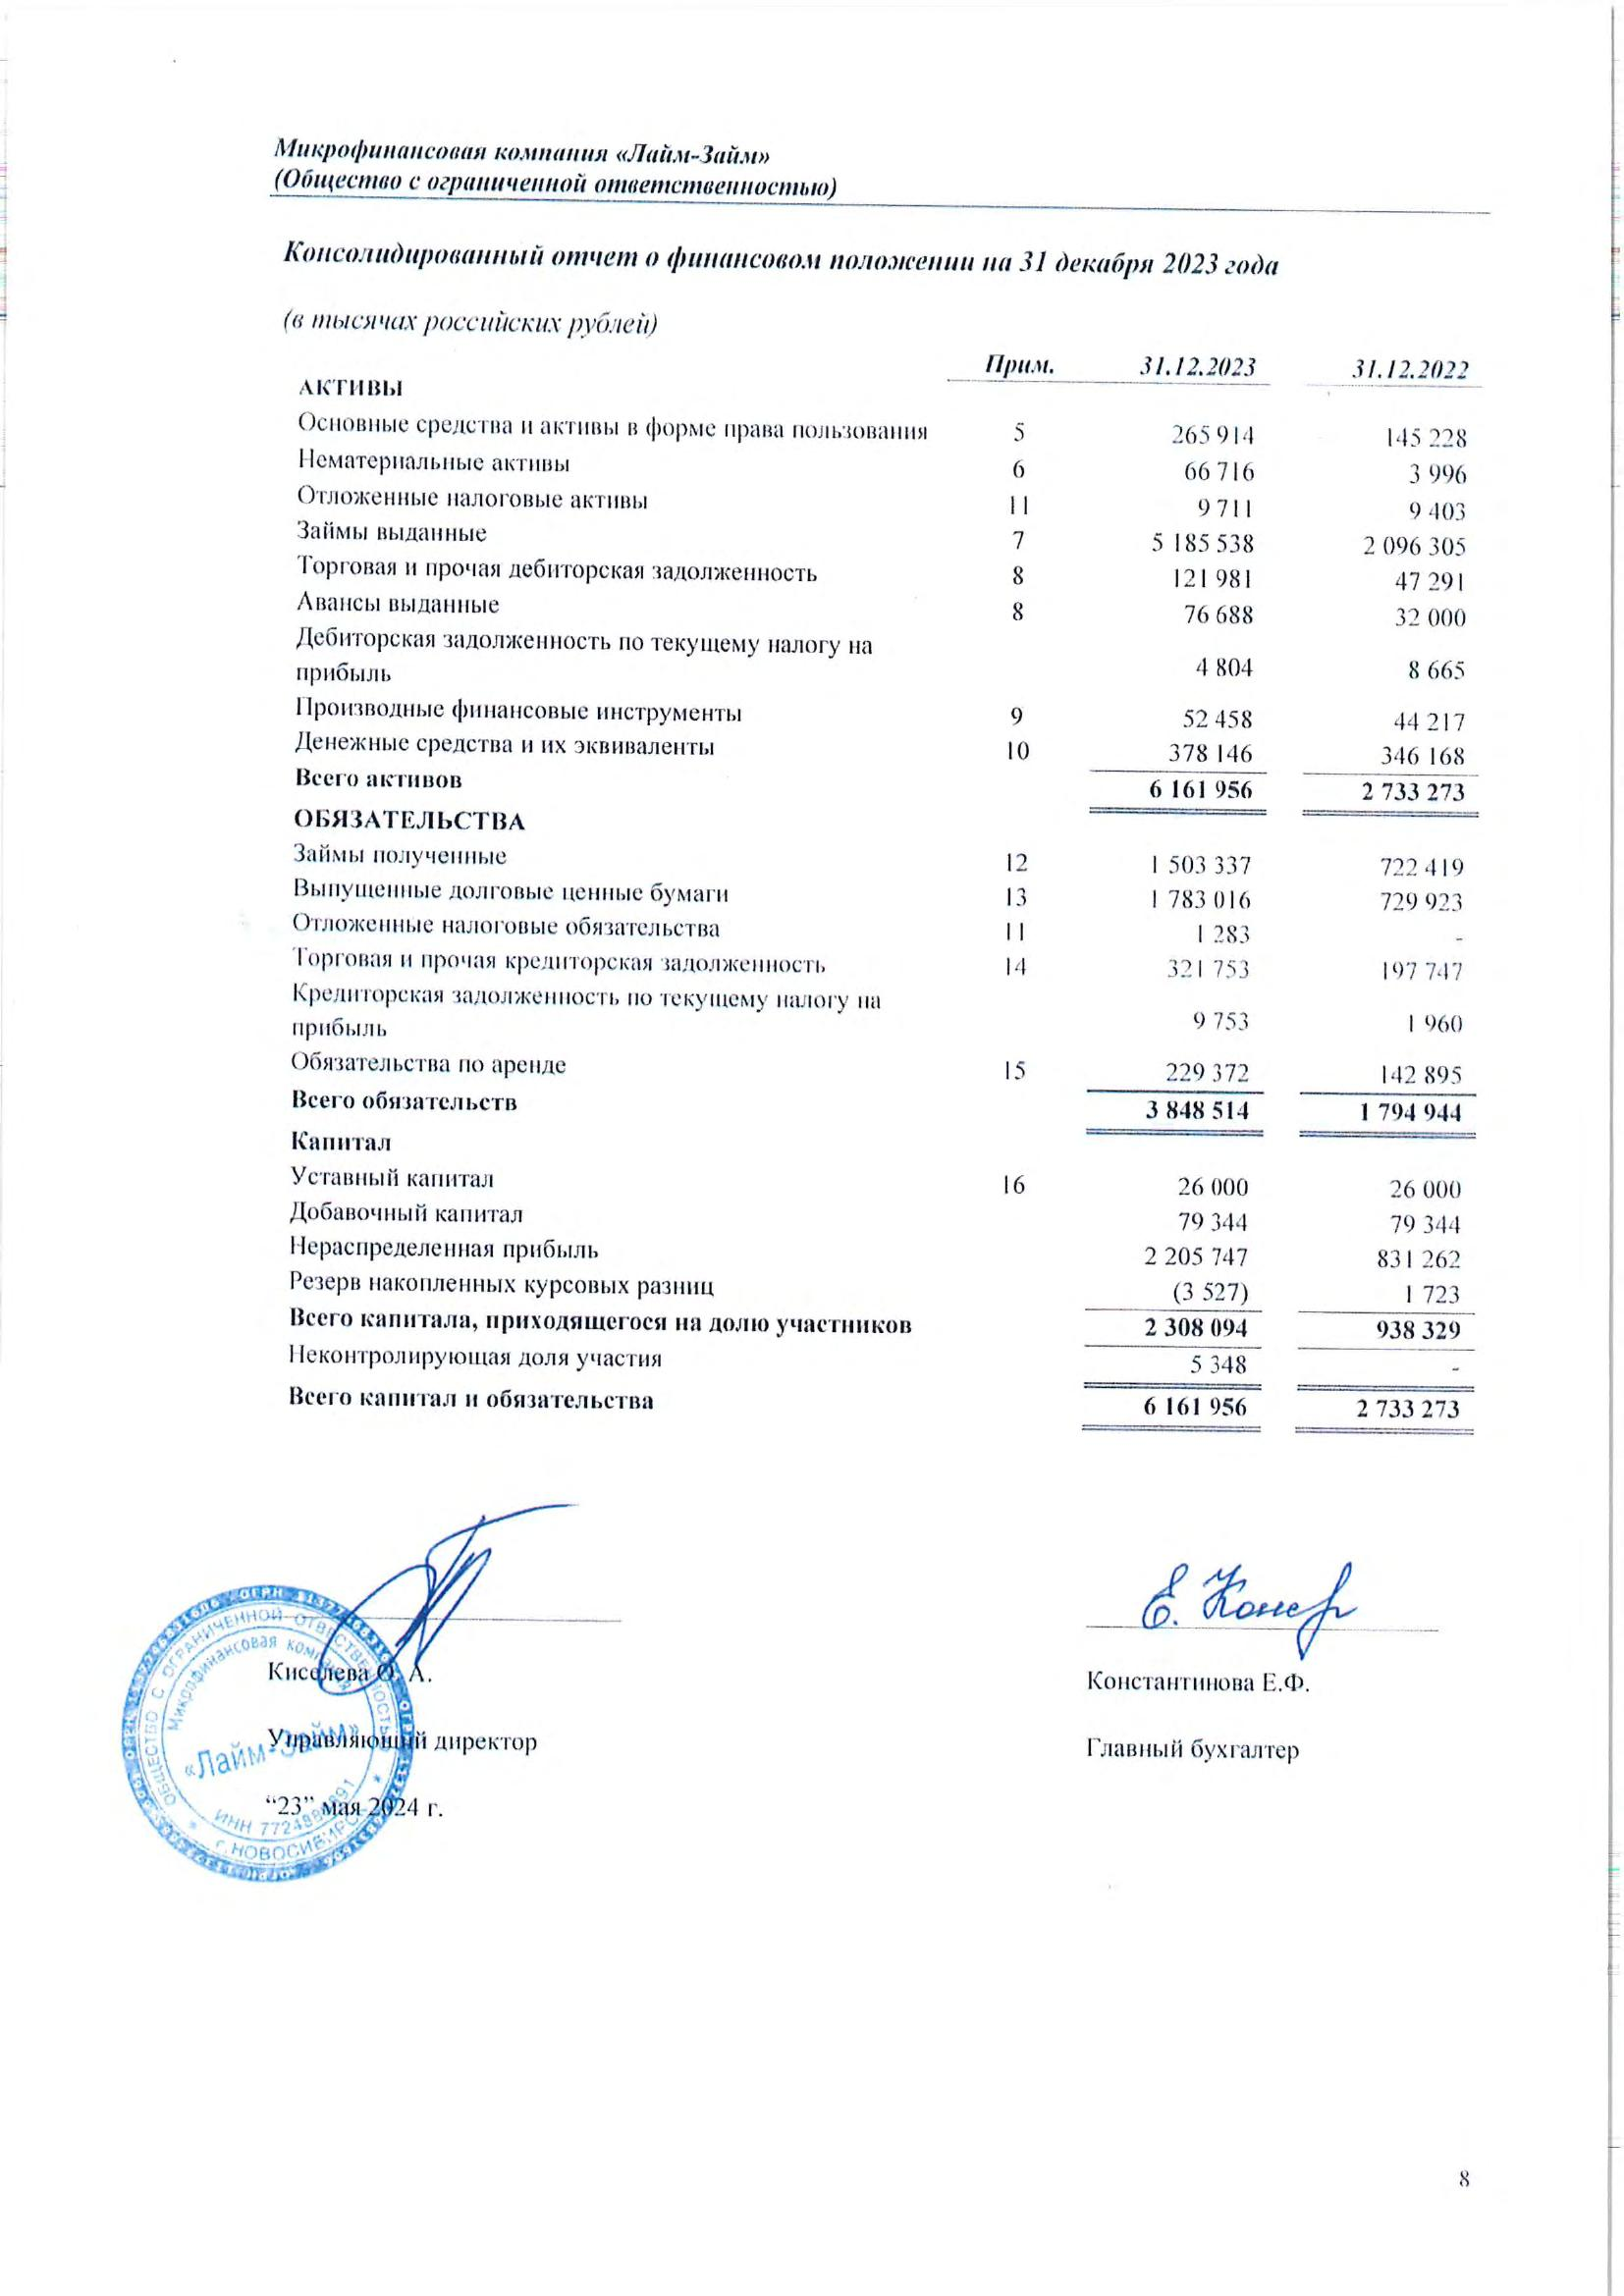 Микрофинансовая компания «Лайм-Займ»
(Общество с ограниченной ответственностью)
Консолидированный отчет о финансовом положении на 31 декабря 2023 года
(в тысячах российских рублей)
Прим. 31.12.2023 31.12.2022
АКТИВЫ
Основные средства и активы в форме права пользования 5 265 914 145 228
Нематериальные активы 6 66 716 3 996
Отложенные налоговые активы 11 9 711 9 403
Займы выданные 7 5 185 538 2 096 305
Торговая и прочая дебиторская задолженность 8 121 981 47 291
Авансы выданные 8 76 688 32 000
Дебиторская задолженность по текущему налогу на
прибыль 4 804 8 665
Производные финансовые инструменты 9 52 458 44 217
Денежные средства и их эквиваленты 10 378 146 346 168
Всего активов 6 161 956 2 733 273
ОБЯЗАТЕЛЬСТВА
Займы полученные 12 1 503 337 722 419
Выпущенные долговые ценные бумаги 13 1 783 016 729 923
Отложенные налоговые обязательства 11 1 283 -
Торговая и прочая кредиторская задолженность 14 321 753 197 747
Кредиторская задолженность по текущему налогу на
прибыль 9 753 1 960
Обязательства по аренде 15 229 372 142 895
Всего обязательств 3 848 514 1 794 944
Капитал
Уставный капитал 16 26 000 26 000
Добавочный капитал 79 344 79 344
Нераспределенная прибыль 2 205 747 831 262
Резерв накопленных курсовых разниц (3 527) 1 723
Всего капитала, приходящегося на долю участников 2 308 094 938 329
Неконтролирующая доля участия 5 348 -
Всего капитал и обязательства 6 161 956 2 733 273
Киселева О. А. Константинова Е.Ф.
Управляющий директор Главный бухгалтер
“23” мая 2024 г.
ОБЩЕСТВО С ОГРАНИЧЕННОЙ ОТВЕТСТВЕННОСТЬЮ
Микрофинансовая компания
«Лайм-Займ»
ИНН
г. НОВОСИБИРСК
8